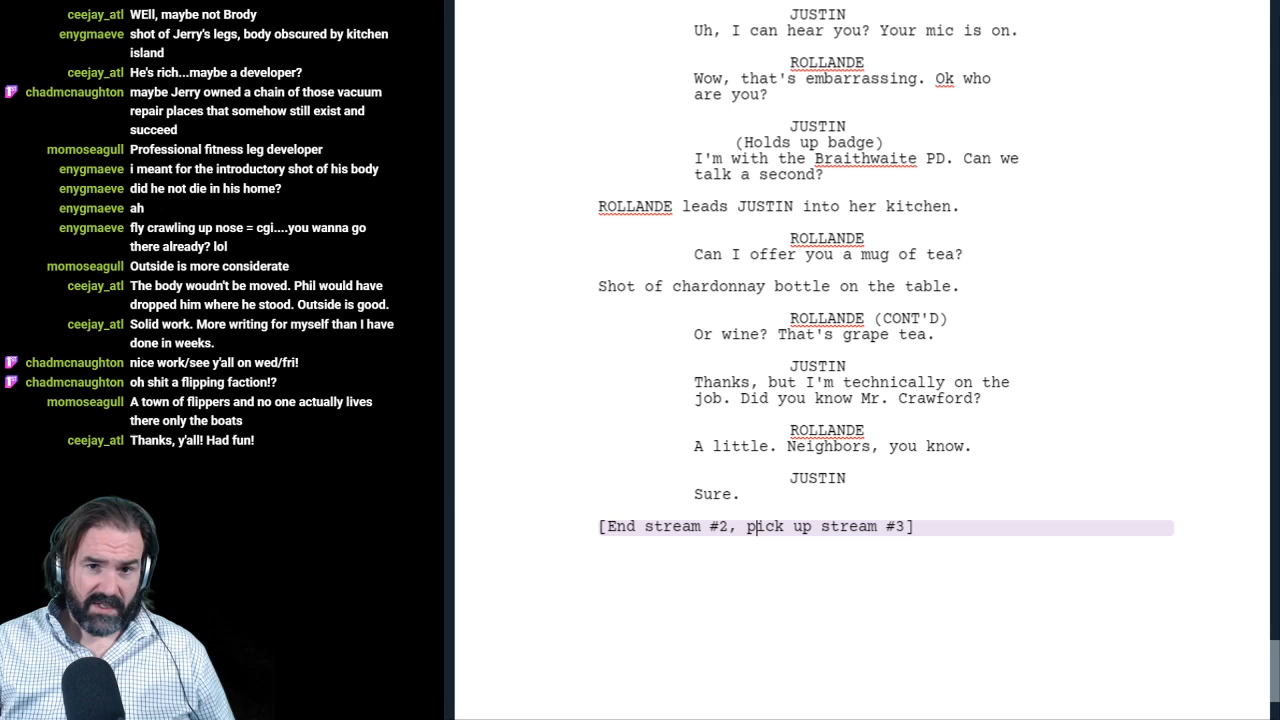 ceejay_atl WEll, maybe not Brody
enygmaeve shot of Jerry's legs, body obscured by kitchen
island
ceejay_atl He's rich...maybe a developer?
chadmcnaughton maybe Jerry owned a chain of those vacuum
repair places that somehow still exist and
succeed
momoseagull Professional fitness leg developer
enygmaeve i meant for the introductory shot of his body
enygmaeve did he not die in his home?
enygmaeve ah
enygmaeve fly crawling up nose = cgi....you wanna go
there already? lol
momoseagull Outside is more considerate
ceejay_atl The body woudn't be moved. Phil would have
dropped him where he stood. Outside is good.
ceejay_atl Solid work. More writing for myself than I have
done in weeks.
chadmcnaughton nice work/see y'all on wed/fri!
chadmcnaughton oh shit a flipping faction!?
momoseagull A town of flippers and no one actually lives
there only the boats
ceejay_atl Thanks, y'all! Had fun!
JUSTIN
Uh, I can hear you? Your mic is on.
ROLLANDE
Wow, that's embarrassing. Ok who
are you?
JUSTIN
(Holds up badge)
I'm with the Braithwaite PD. Can we
talk a second?
ROLLANDE leads JUSTIN into her kitchen.
ROLLANDE
Can I offer you a mug of tea?
Shot of chardonnay bottle on the table.
ROLLANDE (CONT'D)
Or wine? That's grape tea.
JUSTIN
Thanks, but I'm technically on the
job. Did you know Mr. Crawford?
ROLLANDE
A little. Neighbors, you know.
JUSTIN
Sure.
[End stream #2, pick up stream #3]